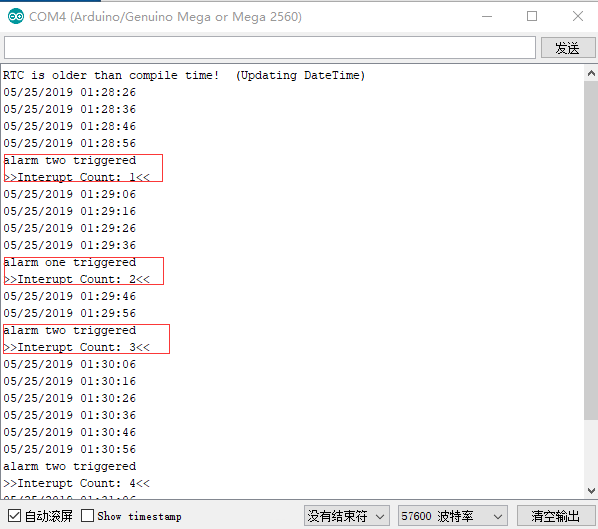 COM4 (Arduino/Genuino Mega or Mega 2560)
发送
RTC is older than compile time!  (Updating DateTime)
05/25/2019 01:28:26
05/25/2019 01:28:36
05/25/2019 01:28:46
05/25/2019 01:28:56
alarm two triggered
>>Interupt Count: 1<<
05/25/2019 01:29:06
05/25/2019 01:29:16
05/25/2019 01:29:26
05/25/2019 01:29:36
alarm one triggered
>>Interupt Count: 2<<
05/25/2019 01:29:46
05/25/2019 01:29:56
alarm two triggered
>>Interupt Count: 3<<
05/25/2019 01:30:06
05/25/2019 01:30:16
05/25/2019 01:30:26
05/25/2019 01:30:36
05/25/2019 01:30:46
05/25/2019 01:30:56
alarm two triggered
>>Interupt Count: 4<<
05/25/2019 01:31:06
自动滚屏 Show timestamp 没有结束符 57600 波特率 清空输出